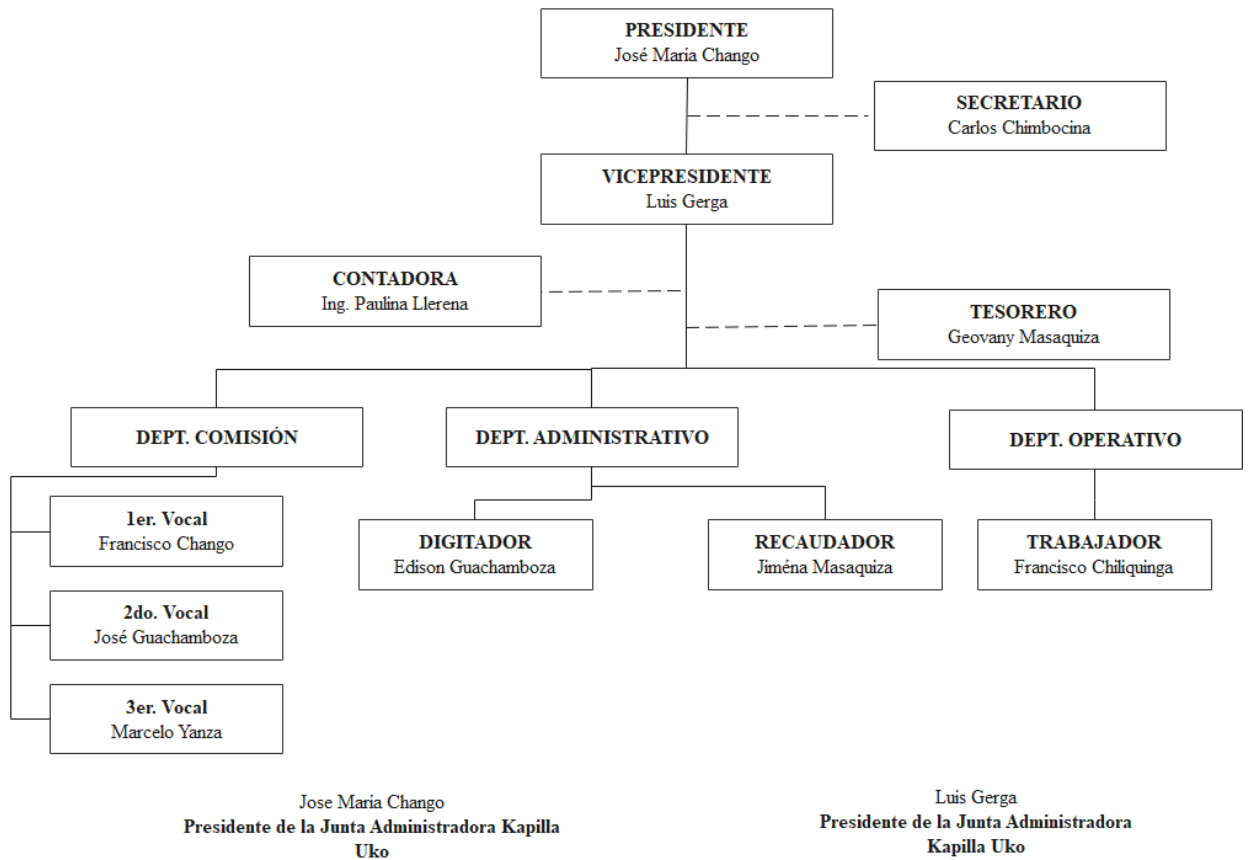 PRESIDENTE
José María Chango
SECRETARIO
Carlos Chimbocina
VICEPRESIDENTE
Luis Gerga
CONTADORA
Ing. Paulina Llerena
TESORERO
Geovany Masaquiza
DEPT. COMISIÓN
DEPT. ADMINISTRATIVO
DEPT. OPERATIVO
1er. Vocal
Francisco Chango
2do. Vocal
José Guachamboza
3er. Vocal
Marcelo Yanza
DIGITADOR
Edison Guachamboza
RECAUDADOR
Jiména Masaquiza
TRABAJADOR
Francisco Chiliquinga
Jose María Chango
Presidente de la Junta Administradora Kapilla
Uko
Luis Gerga
Presidente de la Junta Administradora
Kapilla Uko